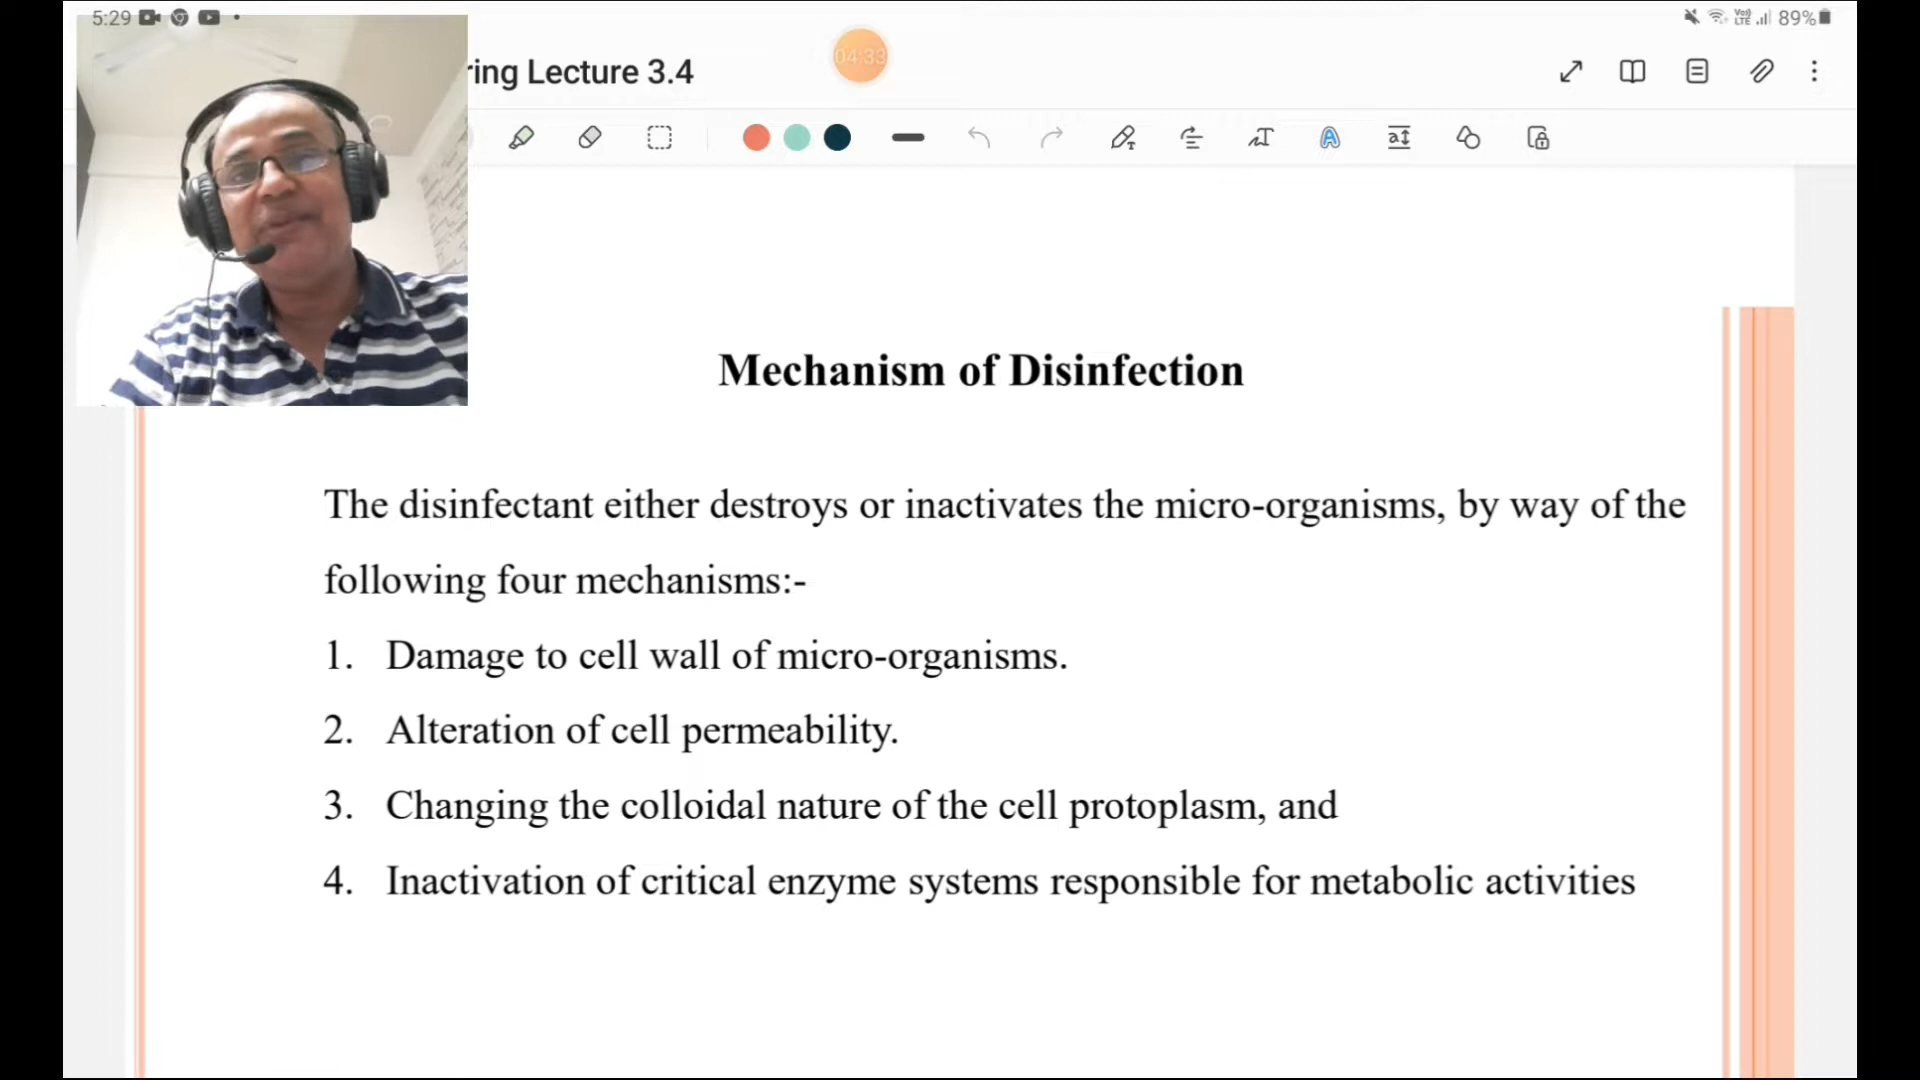 5:29
Vo))
LTE
89%
04:33
ring Lecture 3.4
Mechanism of Disinfection
The disinfectant either destroys or inactivates the micro-organisms, by way of the
following four mechanisms:-
1. Damage to cell wall of micro-organisms.
2. Alteration of cell permeability.
3. Changing the colloidal nature of the cell protoplasm, and
4. Inactivation of critical enzyme systems responsible for metabolic activities